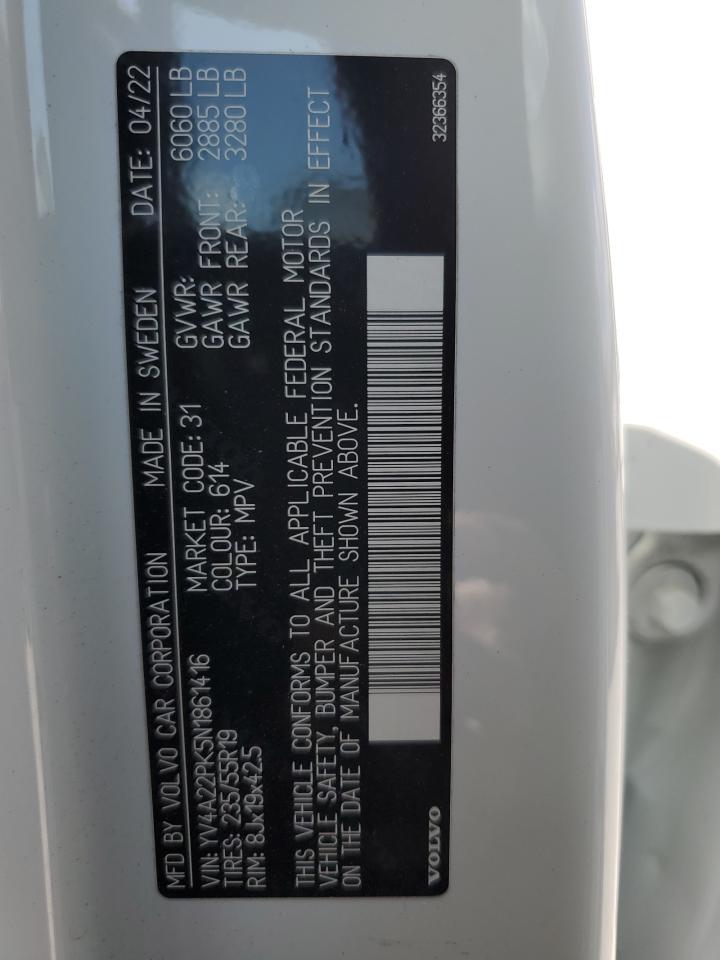 MFD BY VOLVO CAR CORPORATION MADE IN SWEDEN DATE: 04/22
VIN: YV4A22PK5N1861416 MARKET CODE: 31 GVWR: 6060 LB
TIRES: 235/55R19 COLOUR: 614 GAWR FRONT: 2885 LB
RIM: 8Jx19x42.5 TYPE: MPV GAWR REAR: 3280 LB
THIS VEHICLE CONFORMS TO ALL APPLICABLE FEDERAL MOTOR
VEHICLE SAFETY, BUMPER AND THEFT PREVENTION STANDARDS IN EFFECT
ON THE DATE OF MANUFACTURE SHOWN ABOVE.
VOLVO 32366354